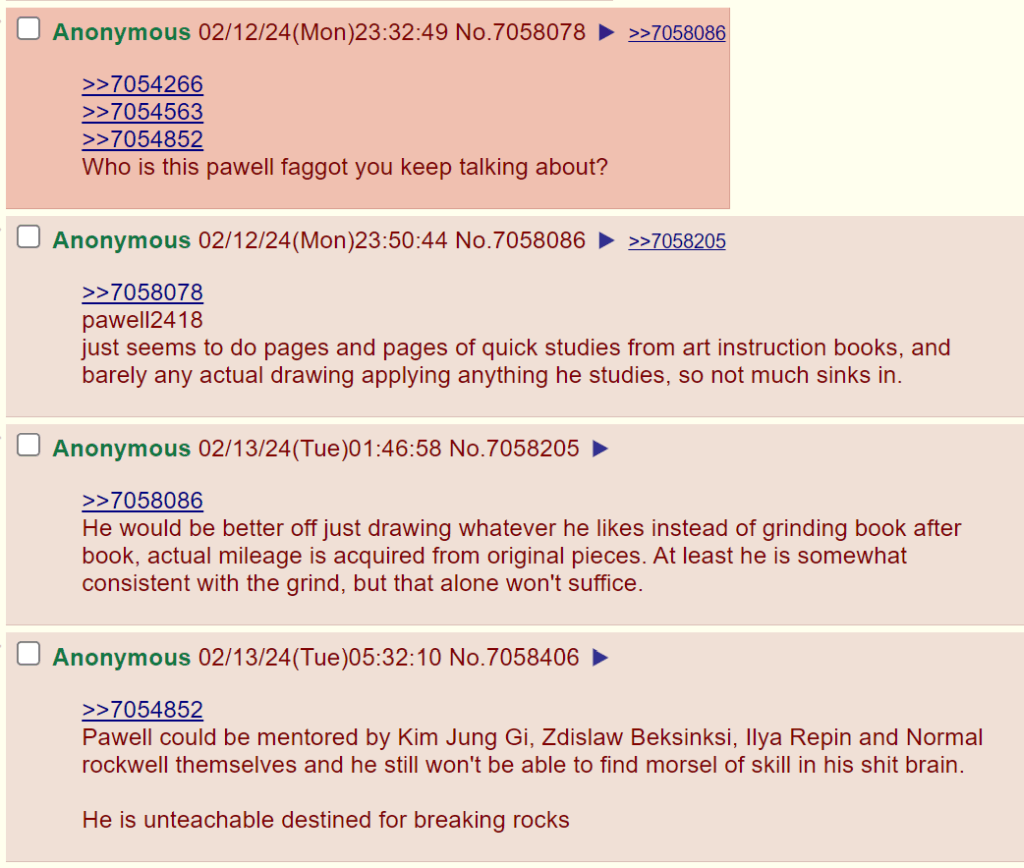 Anonymous 02/12/24(Mon)23:32:49 No.7058078 ▶ >>7058086
>>7054266
>>7054563
>>7054852
Who is this pawell faggot you keep talking about?
Anonymous 02/12/24(Mon)23:50:44 No.7058086 ▶ >>7058205
>>7058078
pawell2418
just seems to do pages and pages of quick studies from art instruction books, and
barely any actual drawing applying anything he studies, so not much sinks in.
Anonymous 02/13/24(Tue)01:46:58 No.7058205 ▶
>>7058086
He would be better off just drawing whatever he likes instead of grinding book after
book, actual mileage is acquired from original pieces. At least he is somewhat
consistent with the grind, but that alone won't suffice.
Anonymous 02/13/24(Tue)05:32:10 No.7058406 ▶
>>7054852
Pawell could be mentored by Kim Jung Gi, Zdislaw Beksinksi, Ilya Repin and Normal
rockwell themselves and he still won't be able to find morsel of skill in his shit brain.
He is unteachable destined for breaking rocks